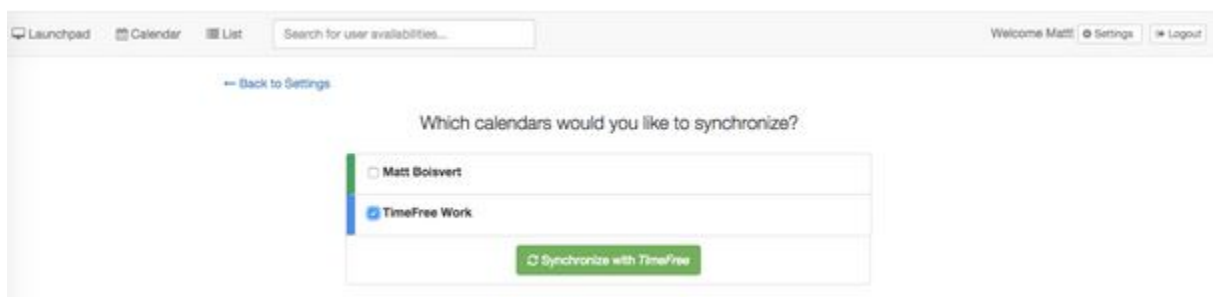 Launchpad Calendar List Search for user availabilities... Welcome Matt! Settings Logout
← Back to Settings
Which calendars would you like to synchronize?
Matt Boisvert
TimeFree Work
Synchronize with TimeFree